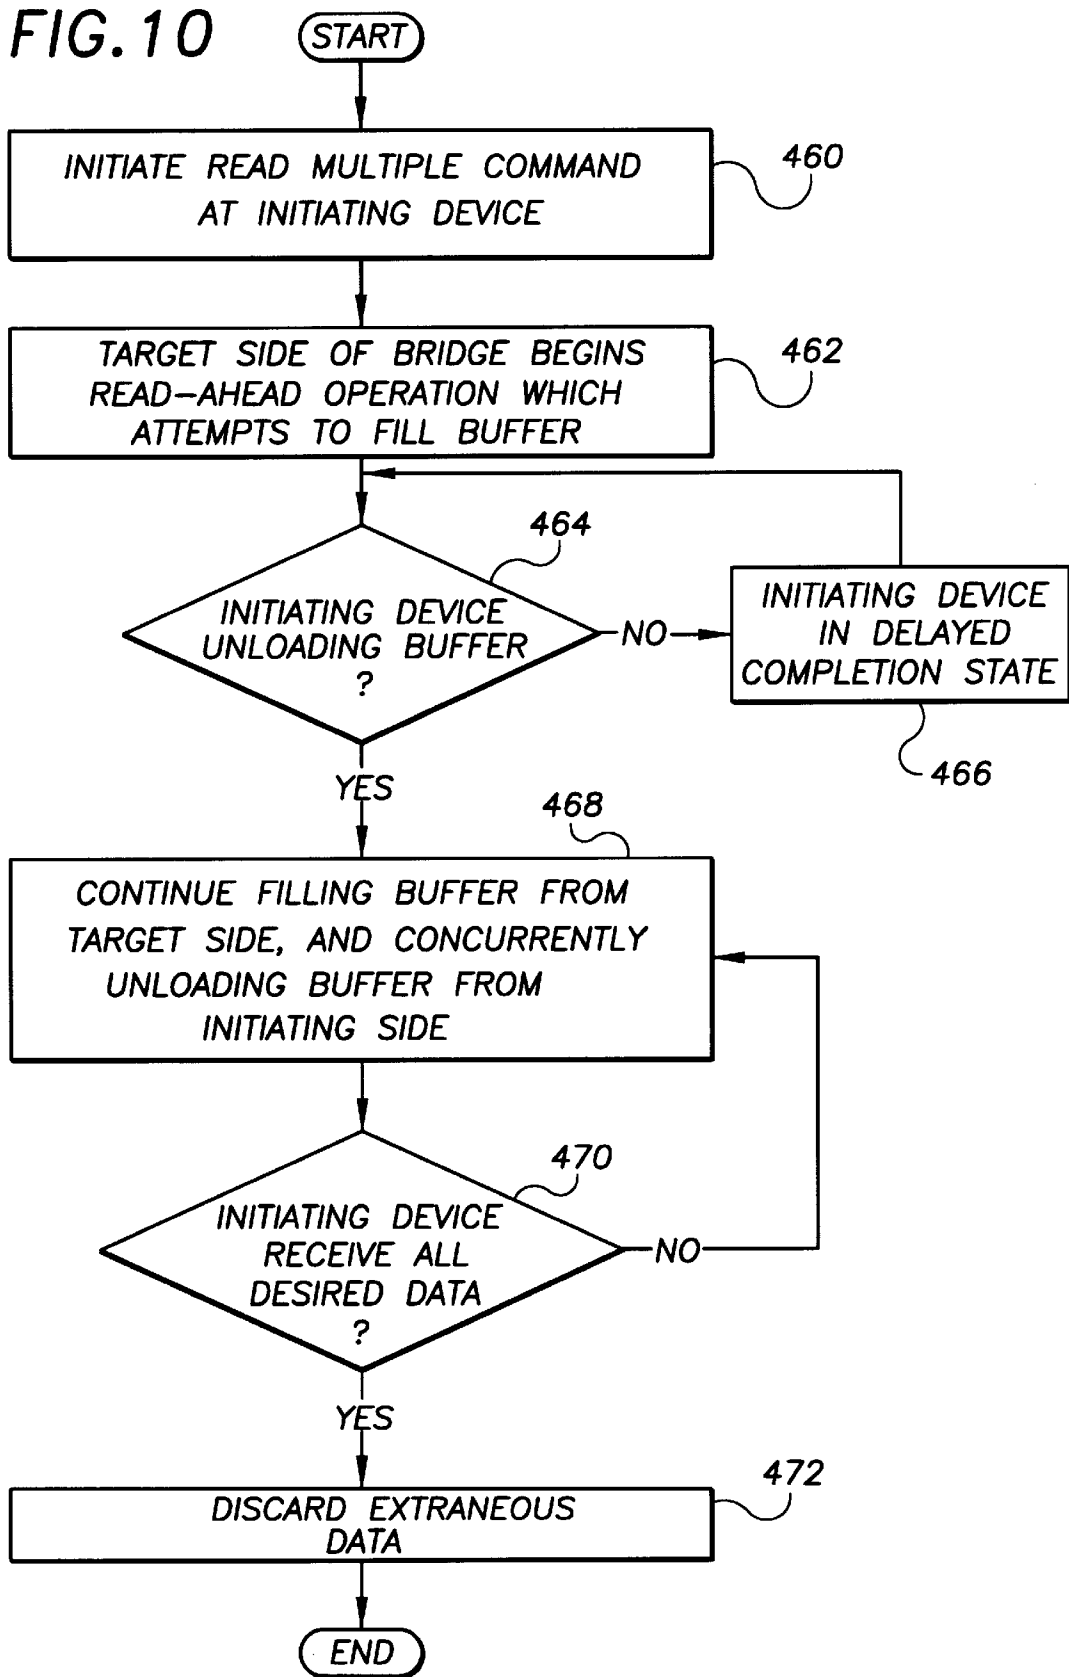 FIG.10
START
INITIATE READ MULTIPLE COMMAND
AT INITIATING DEVICE
460
TARGET SIDE OF BRIDGE BEGINS
READ-AHEAD OPERATION WHICH
ATTEMPTS TO FILL BUFFER
462
464
INITIATING DEVICE
UNLOADING BUFFER
?
NO
INITIATING DEVICE
IN DELAYED
COMPLETION STATE
466
YES
468
CONTINUE FILLING BUFFER FROM
TARGET SIDE, AND CONCURRENTLY
UNLOADING BUFFER FROM
INITIATING SIDE
470
INITIATING DEVICE
RECEIVE ALL
DESIRED DATA
?
NO
YES
472
DISCARD EXTRANEOUS
DATA
END